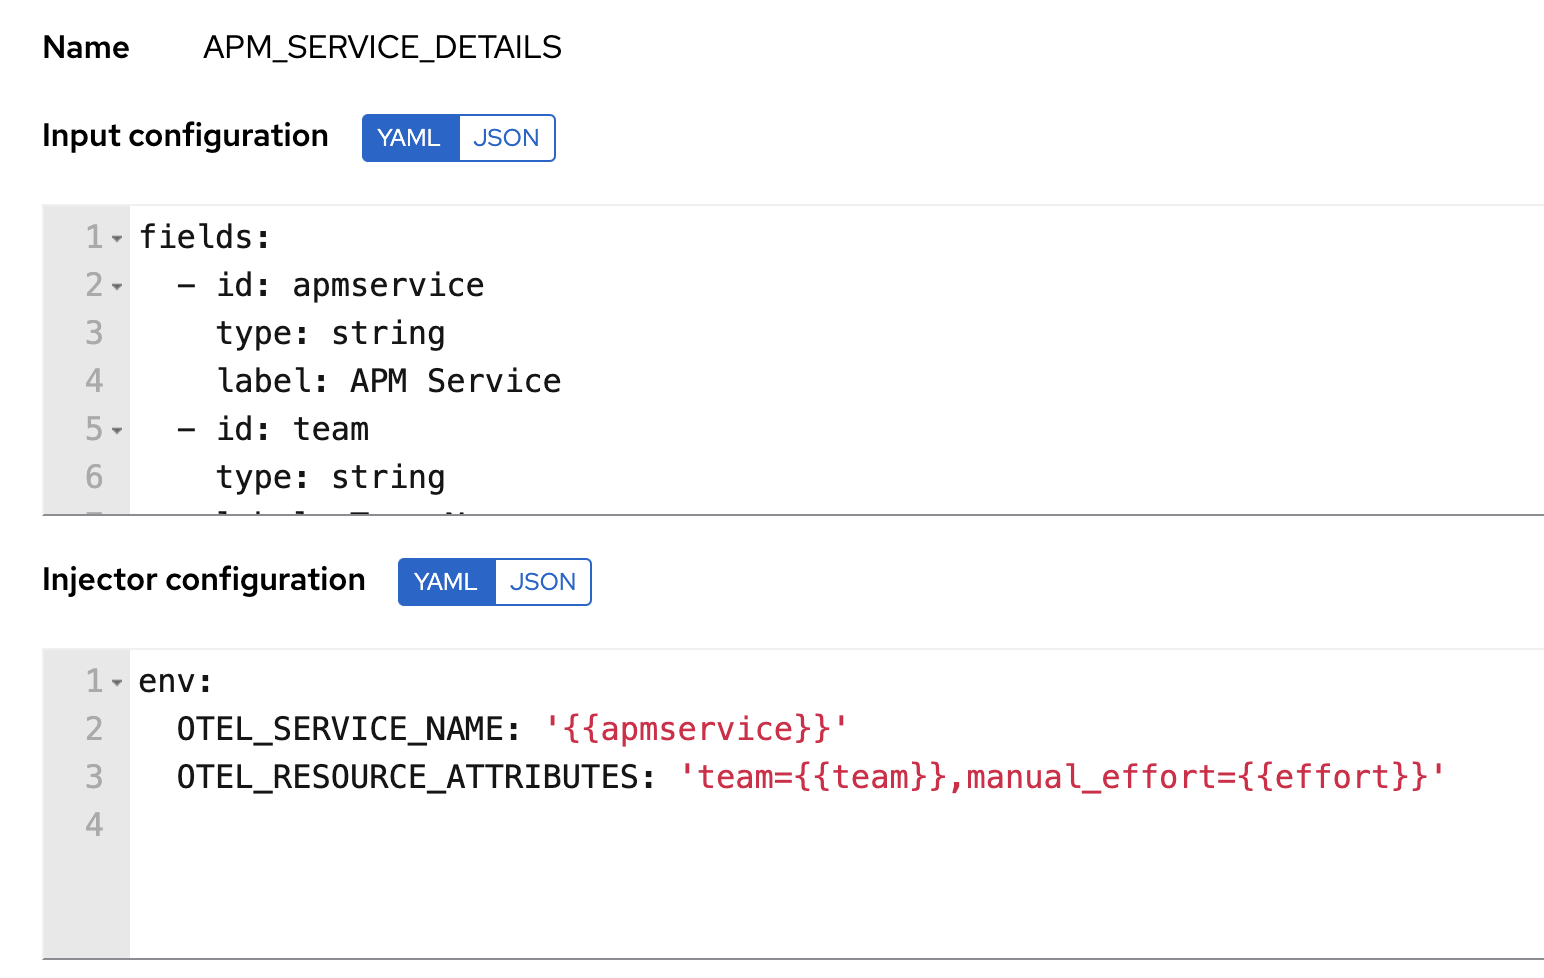 Name APM_SERVICE_DETAILS
Input configuration YAML JSON
1 fields:
2 - id: apmservice
3 type: string
4 label: APM Service
5 - id: team
6 type: string
Injector configuration YAML JSON
1 env:
2 OTEL_SERVICE_NAME: '{{apmservice}}'
3 OTEL_RESOURCE_ATTRIBUTES: 'team={{team}},manual_effort={{effort}}'
4